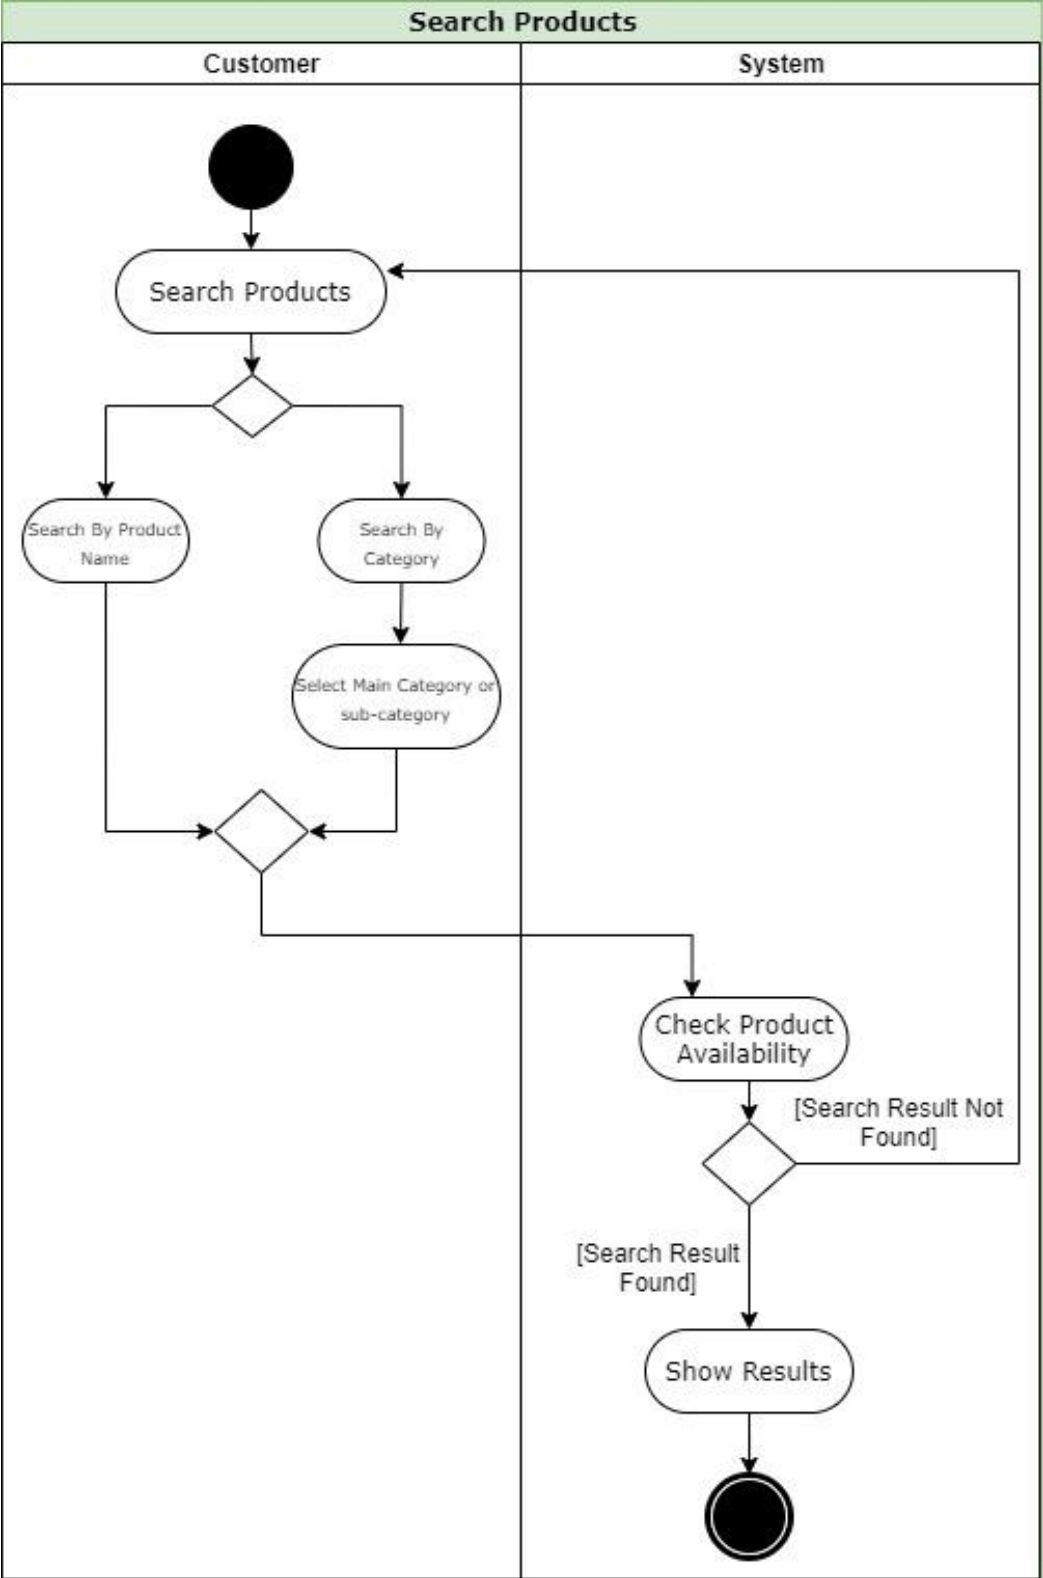 Search Products
Customer
System
Search Products
Search By Product
Name
Search By
Category
Select Main Category or
sub-category
Check Product
Availability
[Search Result Not
Found]
[Search Result
Found]
Show Results